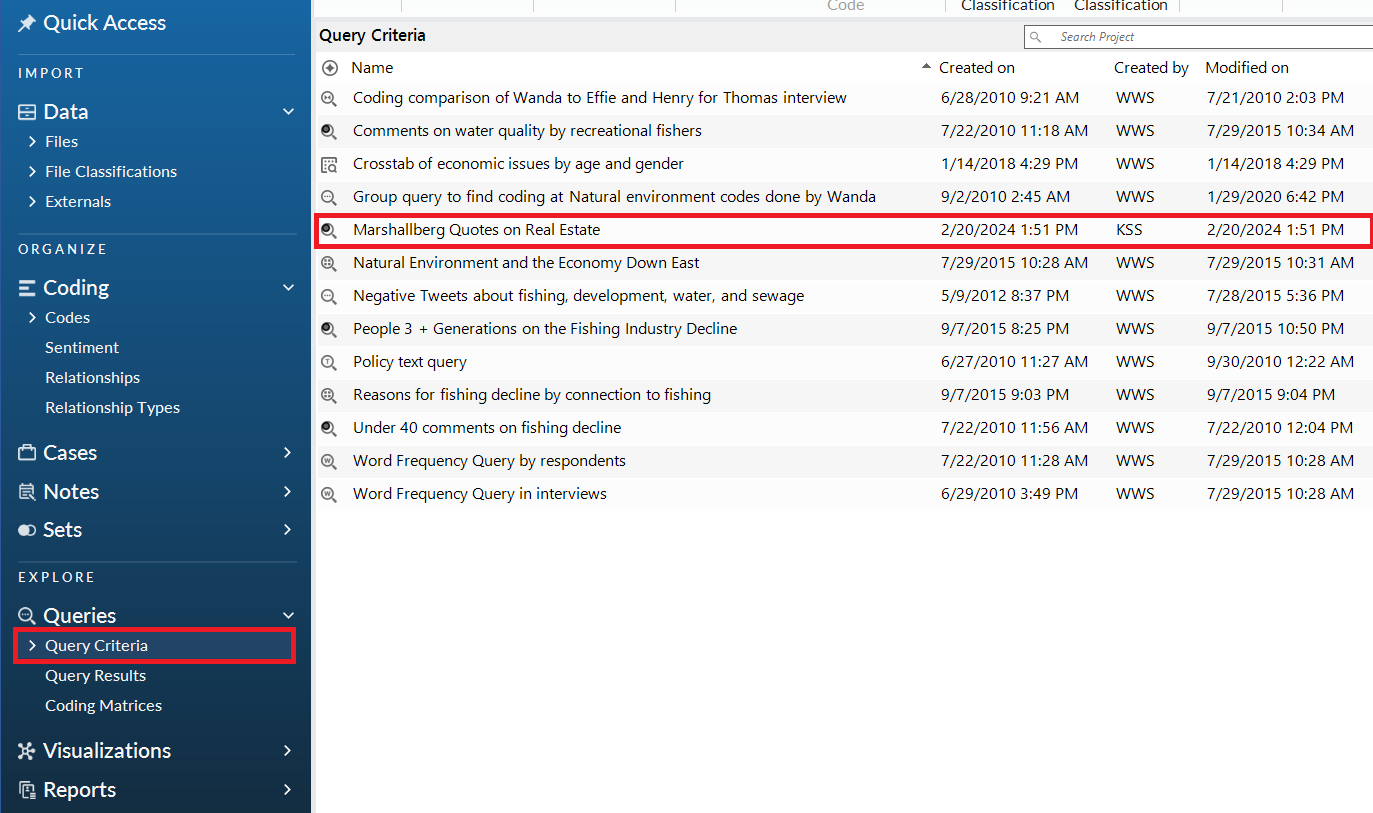 Quick Access
IMPORT
Data
Files
File Classifications
Externals
ORGANIZE
Coding
Codes
Sentiment
Relationships
Relationship Types
Cases
Notes
Sets
EXPLORE
Queries
Query Criteria
Query Results
Coding Matrices
Visualizations
Reports
Code Classification Classification
Query Criteria Search Project
Name Created on Created by Modified on
Coding comparison of Wanda to Effie and Henry for Thomas interview 6/28/2010 9:21 AM WWS 7/21/2010 2:03 PM
Comments on water quality by recreational fishers 7/22/2010 11:18 AM WWS 7/29/2015 10:34 AM
Crosstab of economic issues by age and gender 1/14/2018 4:29 PM WWS 1/14/2018 4:29 PM
Group query to find coding at Natural environment codes done by Wanda 9/2/2010 2:45 AM WWS 1/29/2020 6:42 PM
Marshallberg Quotes on Real Estate 2/20/2024 1:51 PM KSS 2/20/2024 1:51 PM
Natural Environment and the Economy Down East 7/29/2015 10:28 AM WWS 7/29/2015 10:31 AM
Negative Tweets about fishing, development, water, and sewage 5/9/2012 8:37 PM WWS 7/28/2015 5:36 PM
People 3 + Generations on the Fishing Industry Decline 9/7/2015 8:25 PM WWS 9/7/2015 10:50 PM
Policy text query 6/27/2010 11:27 AM WWS 9/30/2010 12:22 AM
Reasons for fishing decline by connection to fishing 9/7/2015 9:03 PM WWS 9/7/2015 9:04 PM
Under 40 comments on fishing decline 7/22/2010 11:56 AM WWS 7/22/2010 12:04 PM
Word Frequency Query by respondents 7/22/2010 11:28 AM WWS 7/29/2015 10:28 AM
Word Frequency Query in interviews 6/29/2010 3:49 PM WWS 7/29/2015 10:28 AM